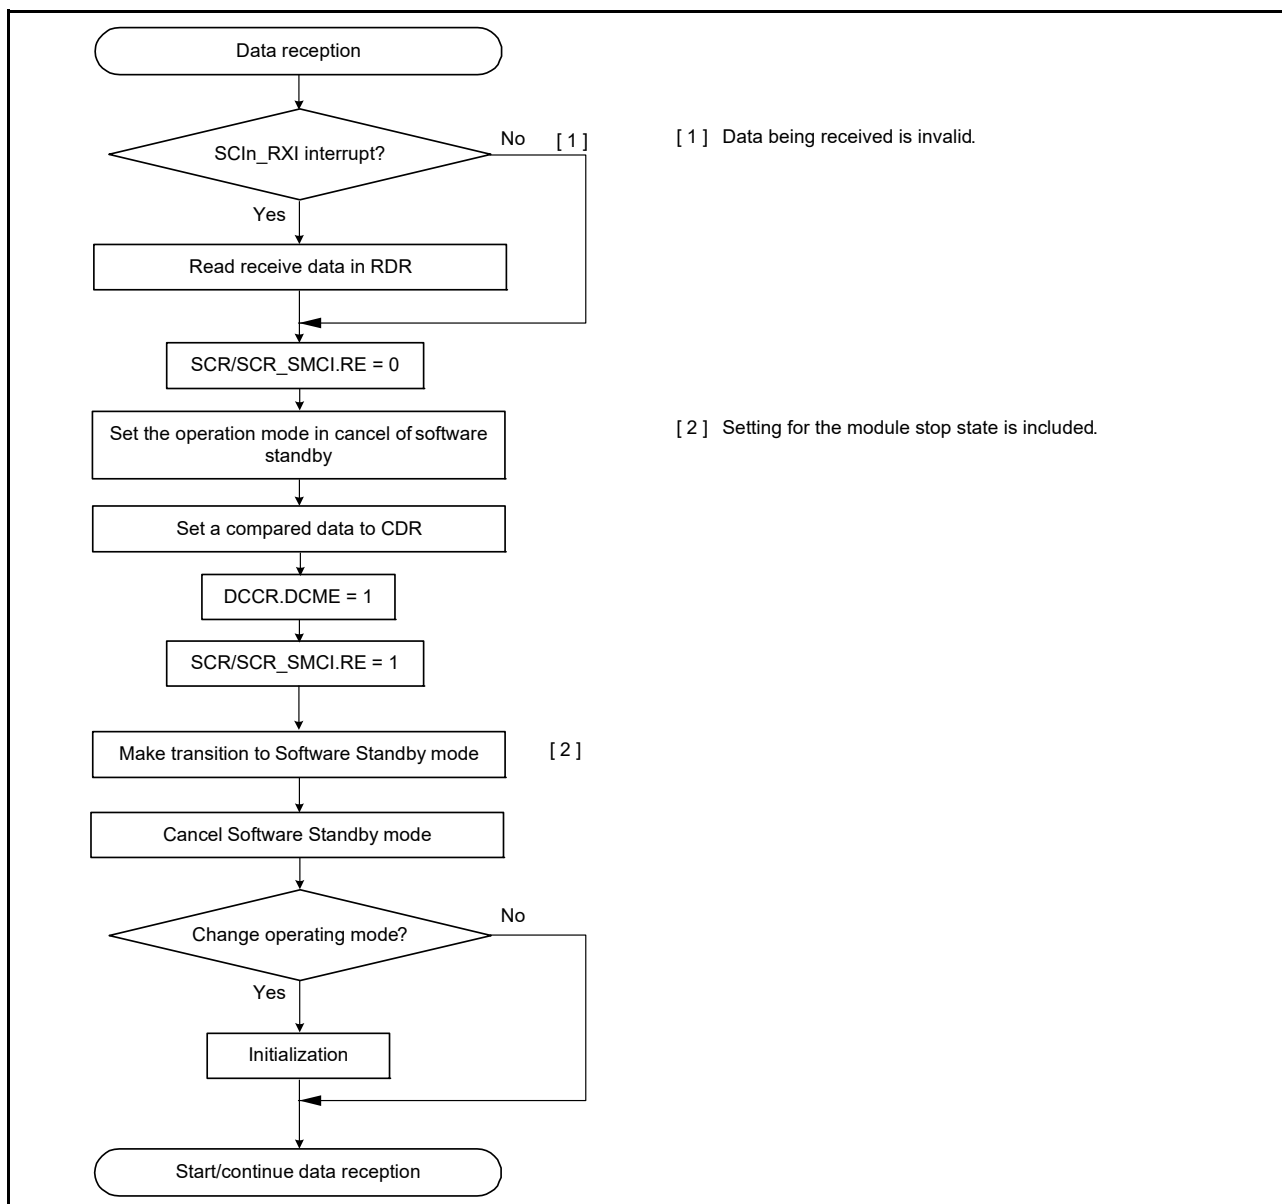 Data reception
SCIn_RXI interrupt?
No [ 1 ]
[ 1 ] Data being received is invalid.
Yes
Read receive data in RDR
SCR/SCR_SMCI.RE = 0
Set the operation mode in cancel of software
standby
[ 2 ] Setting for the module stop state is included.
Set a compared data to CDR
DCCR.DCME = 1
SCR/SCR_SMCI.RE = 1
Make transition to Software Standby mode
[ 2 ]
Cancel Software Standby mode
Change operating mode?
No
Yes
Initialization
Start/continue data reception